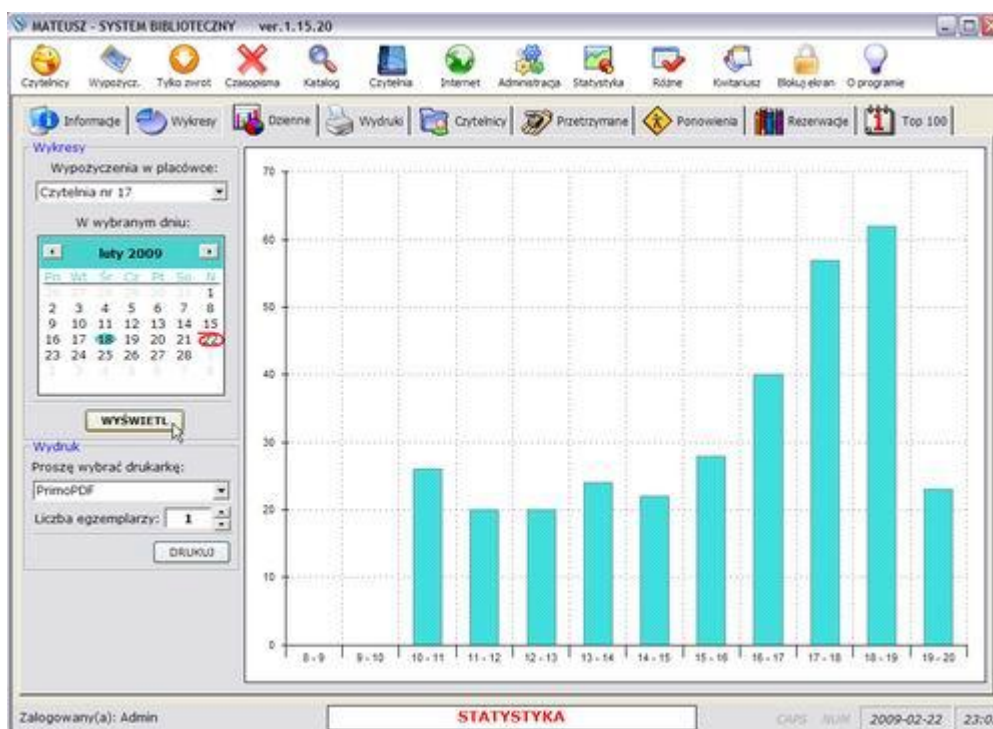 MATEUSZ - SYSTEM BIBLIOTECZNY ver.1.15.20
Czytelnicy Wypożycz. Tylko zwrot Czasopisma Katalog Czytelnia Internet Administracja Statystyka Różne Kwitariusz Blokuj ekran O programie
Informacje Wykresy Dzienne Wydruki Czytelnicy Przetrzymane Ponowienia Rezerwacje Top 100
Wykresy
Wypożyczenia w placówce:
Czytelnia nr 17
W wybranym dniu:
luty 2009
Pn Wt Śr Cz Pt So N
1
2 3 4 5 6 7 8
9 10 11 12 13 14 15
16 17 18 19 20 21 22
23 24 25 26 27 28
WYŚWIETL
Wydruk
Proszę wybrać drukarkę:
PrimoPDF
Liczba egzemplarzy: 1
DRUKUJ
70
60
50
40
30
20
10
0
8 - 9 9 - 10 10 - 11 11 - 12 12 - 13 13 - 14 14 - 15 15 - 16 16 - 17 17 - 18 18 - 19 19 - 20
Zalogowany(a): Admin STATYSTYKA CAPS NUM 2009-02-22